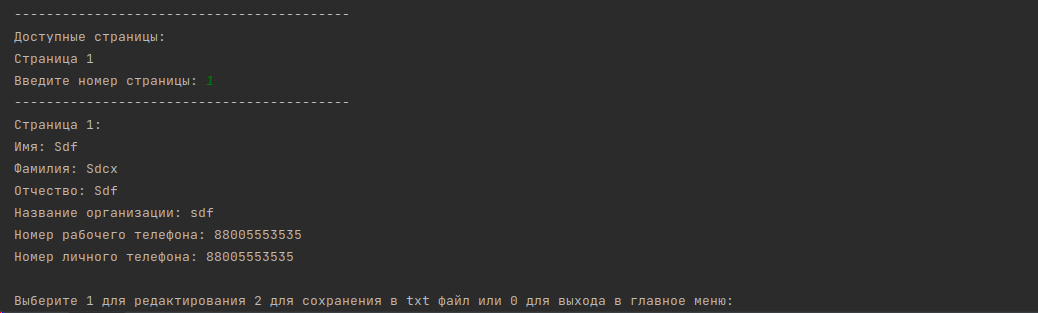 ------------------------------------------
Доступные страницы:
Страница 1
Введите номер страницы: 1
------------------------------------------
Страница 1:
Имя: Sdf
Фамилия: Sdcx
Отчество: Sdf
Название организации: sdf
Номер рабочего телефона: 88005553535
Номер личного телефона: 88005553535
Выберите 1 для редактирования 2 для сохранения в txt файл или 0 для выхода в главное меню: